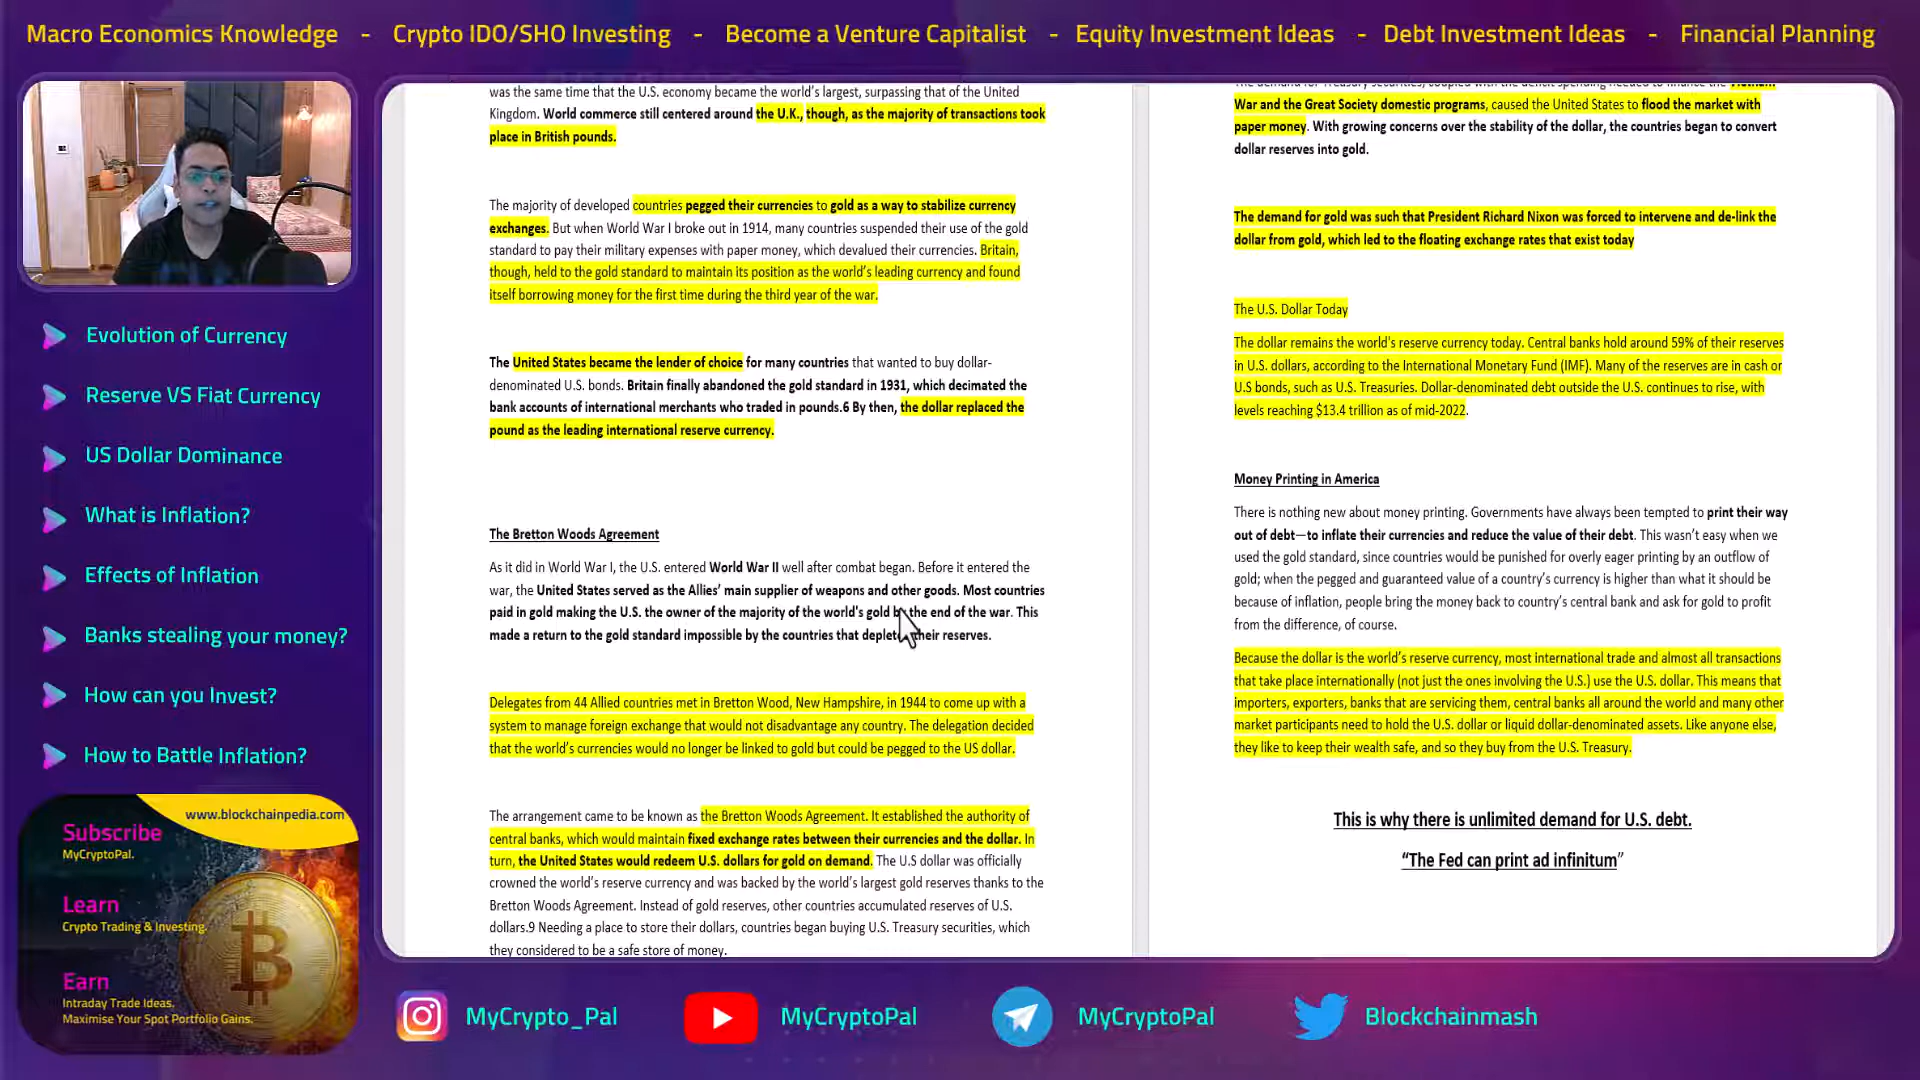 Macro Economics Knowledge - Crypto IDO/SHO Investing - Become a Venture Capitalist - Equity Investment Ideas - Debt Investment Ideas - Financial Planning
Evolution of Currency
Reserve VS Fiat Currency
US Dollar Dominance
What is Inflation?
Effects of Inflation
Banks stealing your money?
How can you Invest?
How to Battle Inflation?
www.blockchainpedia.com
Subscribe
MyCryptoPal.
Learn
Crypto Trading & Investing.
Earn
Intraday Trade Ideas.
Maximise Your Spot Portfolio Gains.
was the same time that the U.S. economy became the world's largest, surpassing that of the United
Kingdom. World commerce still centered around the U.K., though, as the majority of transactions took
place in British pounds.
The majority of developed countries pegged their currencies to gold as a way to stabilize currency
exchanges. But when World War I broke out in 1914, many countries suspended their use of the gold
standard to pay their military expenses with paper money, which devalued their currencies. Britain,
though, held to the gold standard to maintain its position as the world's leading currency and found
itself borrowing money for the first time during the third year of the war.
The United States became the lender of choice for many countries that wanted to buy dollar-
denominated U.S. bonds. Britain finally abandoned the gold standard in 1931, which decimated the
bank accounts of international merchants who traded in pounds.6 By then, the dollar replaced the
pound as the leading international reserve currency.
The Bretton Woods Agreement
As it did in World War I, the U.S. entered World War II well after combat began. Before it entered the
war, the United States served as the Allies' main supplier of weapons and other goods. Most countries
paid in gold making the U.S. the owner of the majority of the world's gold by the end of the war. This
made a return to the gold standard impossible by the countries that depleted their reserves.
Delegates from 44 Allied countries met in Bretton Wood, New Hampshire, in 1944 to come up with a
system to manage foreign exchange that would not disadvantage any country. The delegation decided
that the world's currencies would no longer be linked to gold but could be pegged to the US dollar.
The arrangement came to be known as the Bretton Woods Agreement. It established the authority of
central banks, which would maintain fixed exchange rates between their currencies and the dollar. In
turn, the United States would redeem U.S. dollars for gold on demand. The U.S dollar was officially
crowned the world's reserve currency and was backed by the world's largest gold reserves thanks to the
Bretton Woods Agreement. Instead of gold reserves, other countries accumulated reserves of U.S.
dollars.9 Needing a place to store their dollars, countries began buying U.S. Treasury securities, which
they considered to be a safe store of money.
The demand for Treasury securities, coupled with the deficit spending needed to finance the Vietnam
War and the Great Society domestic programs, caused the United States to flood the market with
paper money. With growing concerns over the stability of the dollar, the countries began to convert
dollar reserves into gold.
The demand for gold was such that President Richard Nixon was forced to intervene and de-link the
dollar from gold, which led to the floating exchange rates that exist today
The U.S. Dollar Today
The dollar remains the world's reserve currency today. Central banks hold around 59% of their reserves
in U.S. dollars, according to the International Monetary Fund (IMF). Many of the reserves are in cash or
U.S bonds, such as U.S. Treasuries. Dollar-denominated debt outside the U.S. continues to rise, with
levels reaching $13.4 trillion as of mid-2022.
Money Printing in America
There is nothing new about money printing. Governments have always been tempted to print their way
out of debt—to inflate their currencies and reduce the value of their debt. This wasn't easy when we
used the gold standard, since countries would be punished for overly eager printing by an outflow of
gold; when the pegged and guaranteed value of a country's currency is higher than what it should be
because of inflation, people bring the money back to country's central bank and ask for gold to profit
from the difference, of course.
Because the dollar is the world's reserve currency, most international trade and almost all transactions
that take place internationally (not just the ones involving the U.S.) use the U.S. dollar. This means that
importers, exporters, banks that are servicing them, central banks all around the world and many other
market participants need to hold the U.S. dollar or liquid dollar-denominated assets. Like anyone else,
they like to keep their wealth safe, and so they buy from the U.S. Treasury.
This is why there is unlimited demand for U.S. debt.
“The Fed can print ad infinitum”
MyCrypto_Pal
MyCryptoPal
MyCryptoPal
Blockchainmash